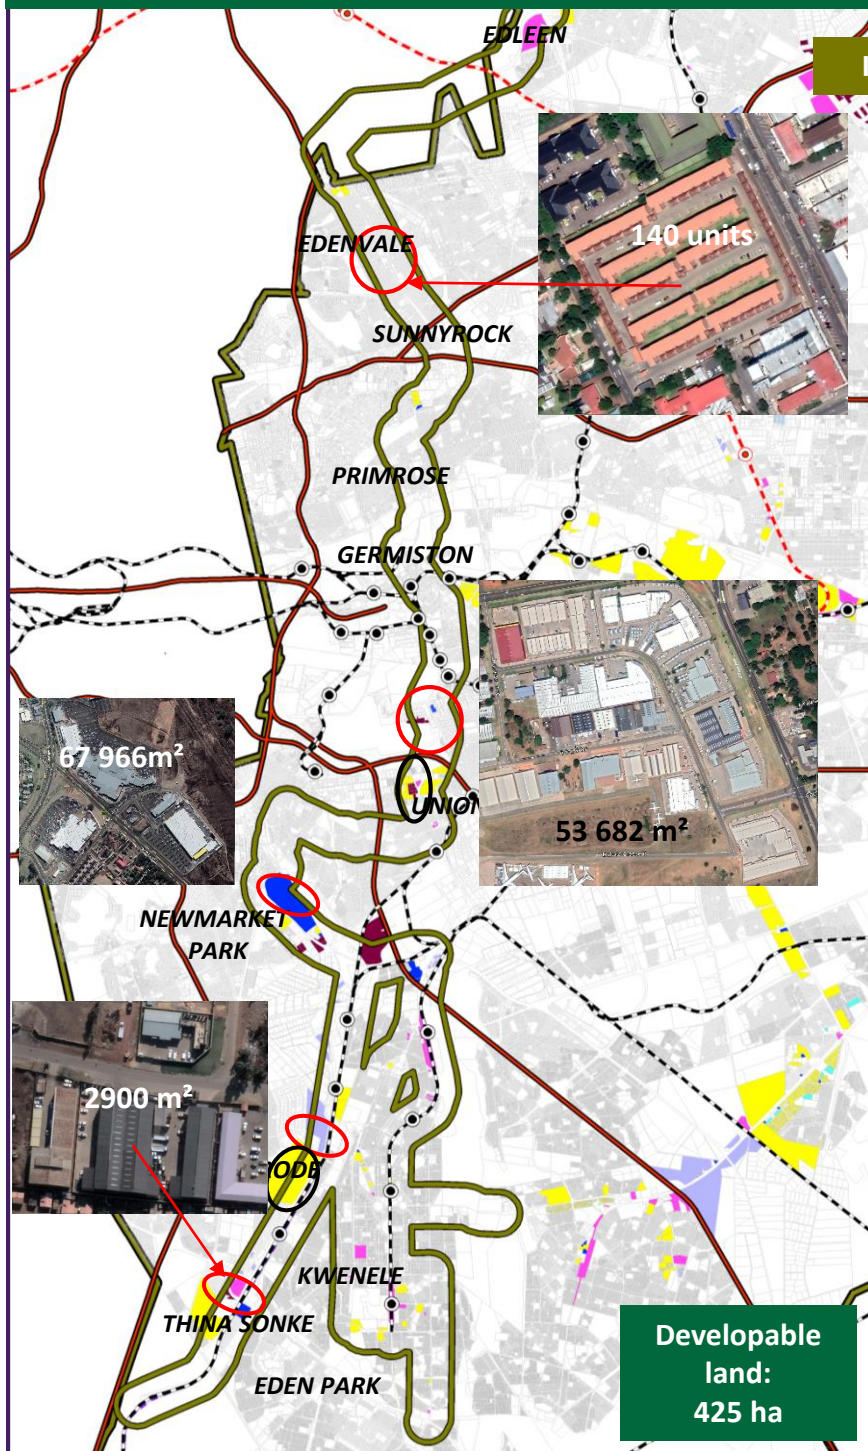 EDLEEN
140 units
EDENVALE
SUNNYROCK
PRIMROSE
GERMISTON
67 966m²
UNION
53 682 m²
NEWMARKET
PARK
2900 m²
ODE
KWENELE
THINA SONKE
EDEN PARK
Developable
land:
425 ha